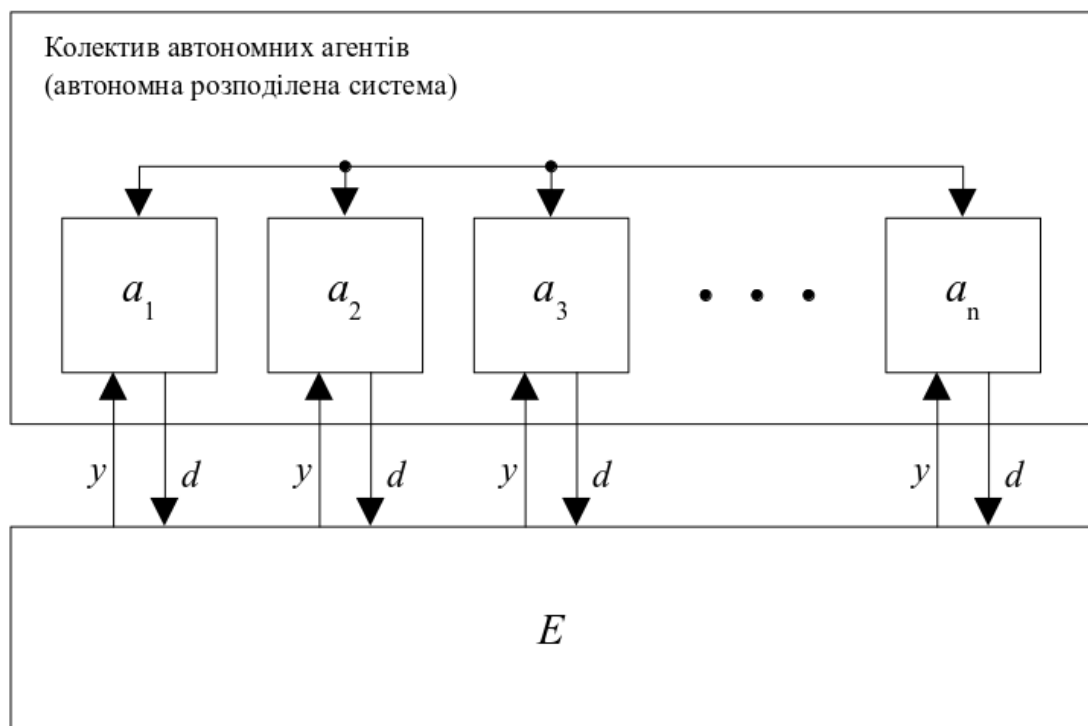 Колектив автономних агентів
(автономна розподілена система)
a1 a2 a3 • • • an
y d y d y d y d
E